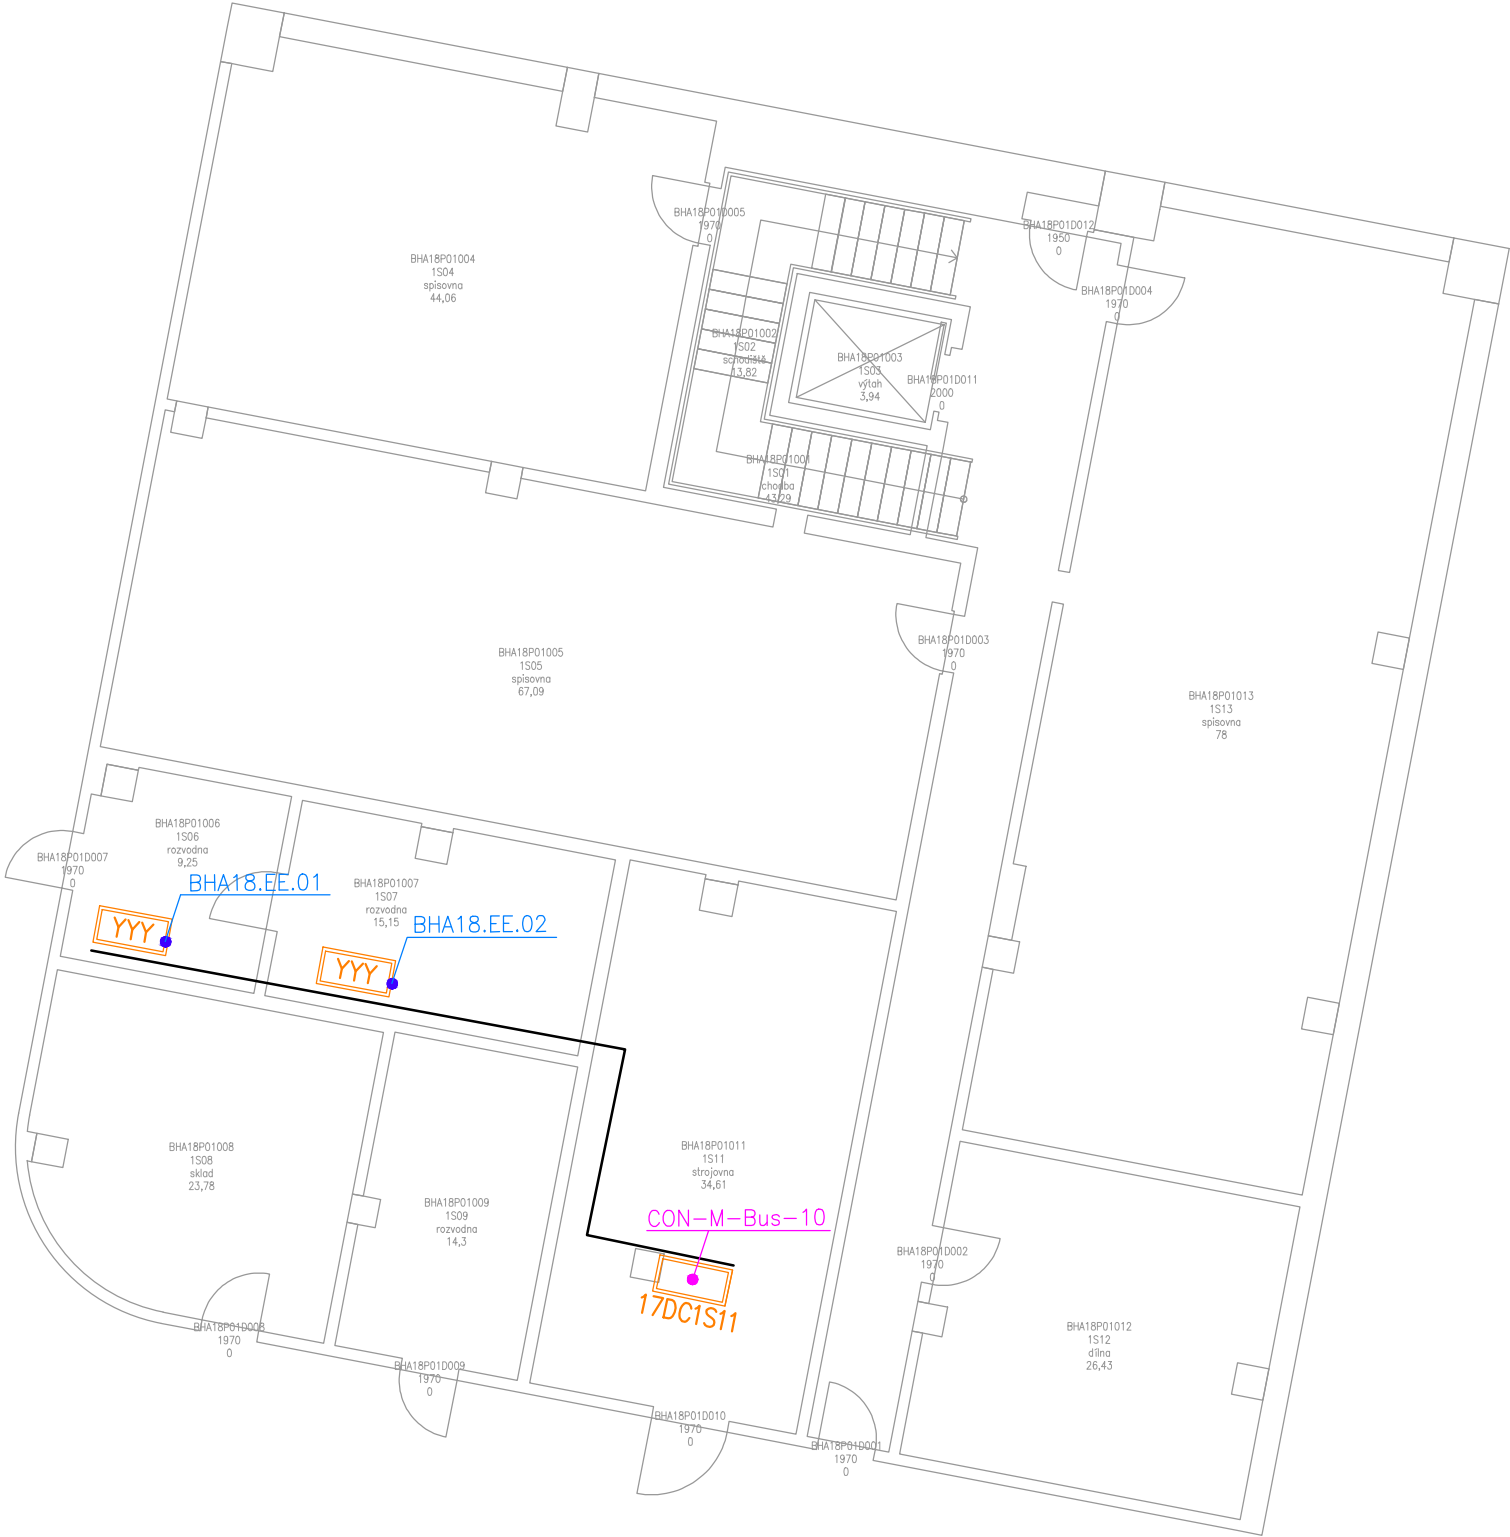 BHA18P01D005
1970
0
BHA18P01D012
1950
0
BHA18P01004
1S04
spisovna
44,06
BHA18P01D004
1970
0
BHA18P01002
1S02
schodiště
13,82
BHA18P01003
1S03
výtah
3,94
BHA18P01D011
2000
0
BHA18P01001
1S01
chodba
43,29
BHA18P01D003
1970
0
BHA18P01005
1S05
spisovna
67,09
BHA18P01013
1S13
spisovna
78
BHA18P01006
1S06
rozvodna
9,25
BHA18P01D007
1970
0
BHA18.EE.01
BHA18P01007
1S07
rozvodna
15,15
BHA18.EE.02
YYY
YYY
BHA18P01008
1S08
sklad
23,78
BHA18P01011
1S11
strojovna
34,61
BHA18P01009
1S09
rozvodna
14,3
CON-M-Bus-10
17DC1S11
BHA18P01D002
1970
0
BHA18P01D008
1970
0
BHA18P01012
1S12
dílna
26,43
BHA18P01D009
1970
0
BHA18P01D010
1970
0
BHA18P01D001
1970
0